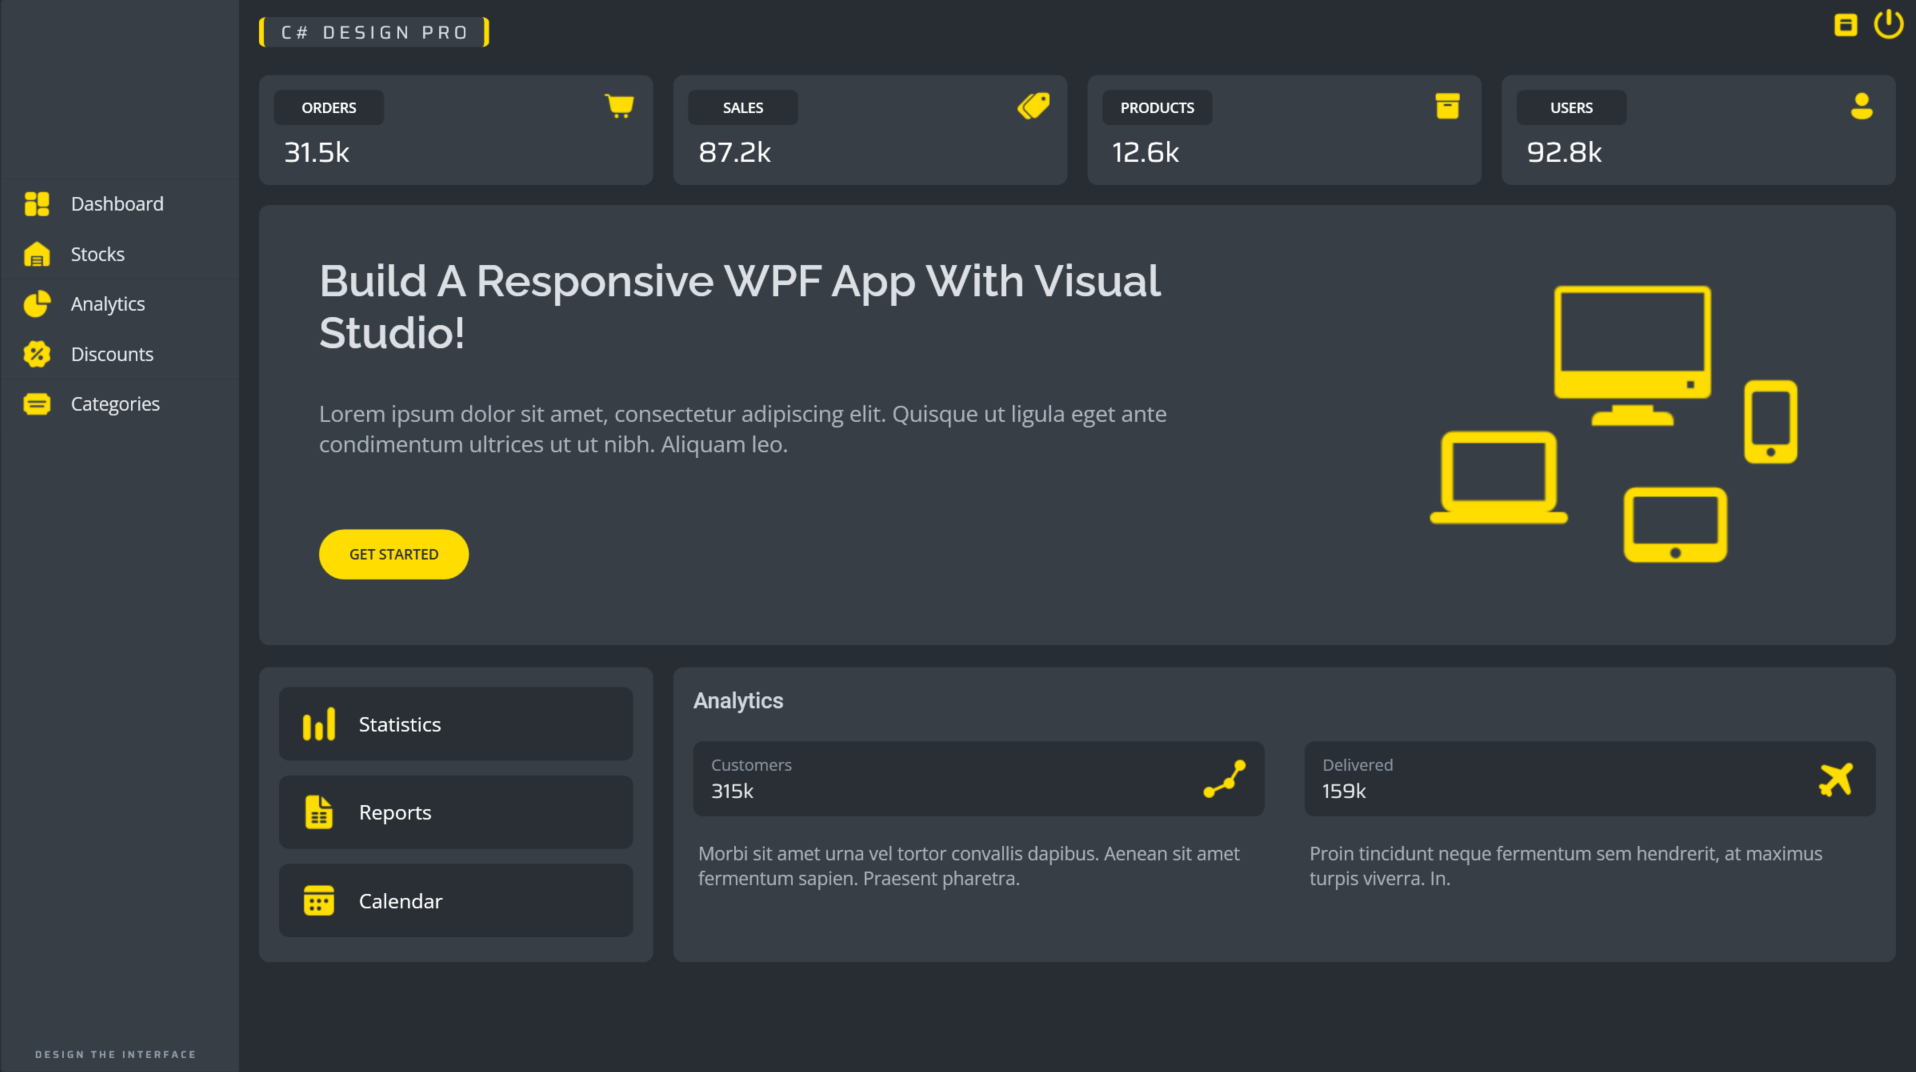 C# DESIGN PRO
ORDERS
31.5k
SALES
87.2k
PRODUCTS
12.6k
USERS
92.8k
Dashboard
Stocks
Analytics
Discounts
Categories
Build A Responsive WPF App With Visual
Studio!
Lorem ipsum dolor sit amet, consectetur adipiscing elit. Quisque ut ligula eget ante
condimentum ultrices ut ut nibh. Aliquam leo.
GET STARTED
Statistics
Reports
Calendar
Analytics
Customers
315k
Morbi sit amet urna vel tortor convallis dapibus. Aenean sit amet
fermentum sapien. Praesent pharetra.
Delivered
159k
Proin tincidunt neque fermentum sem hendrerit, at maximus
turpis viverra. In.
DESIGN THE INTERFACE